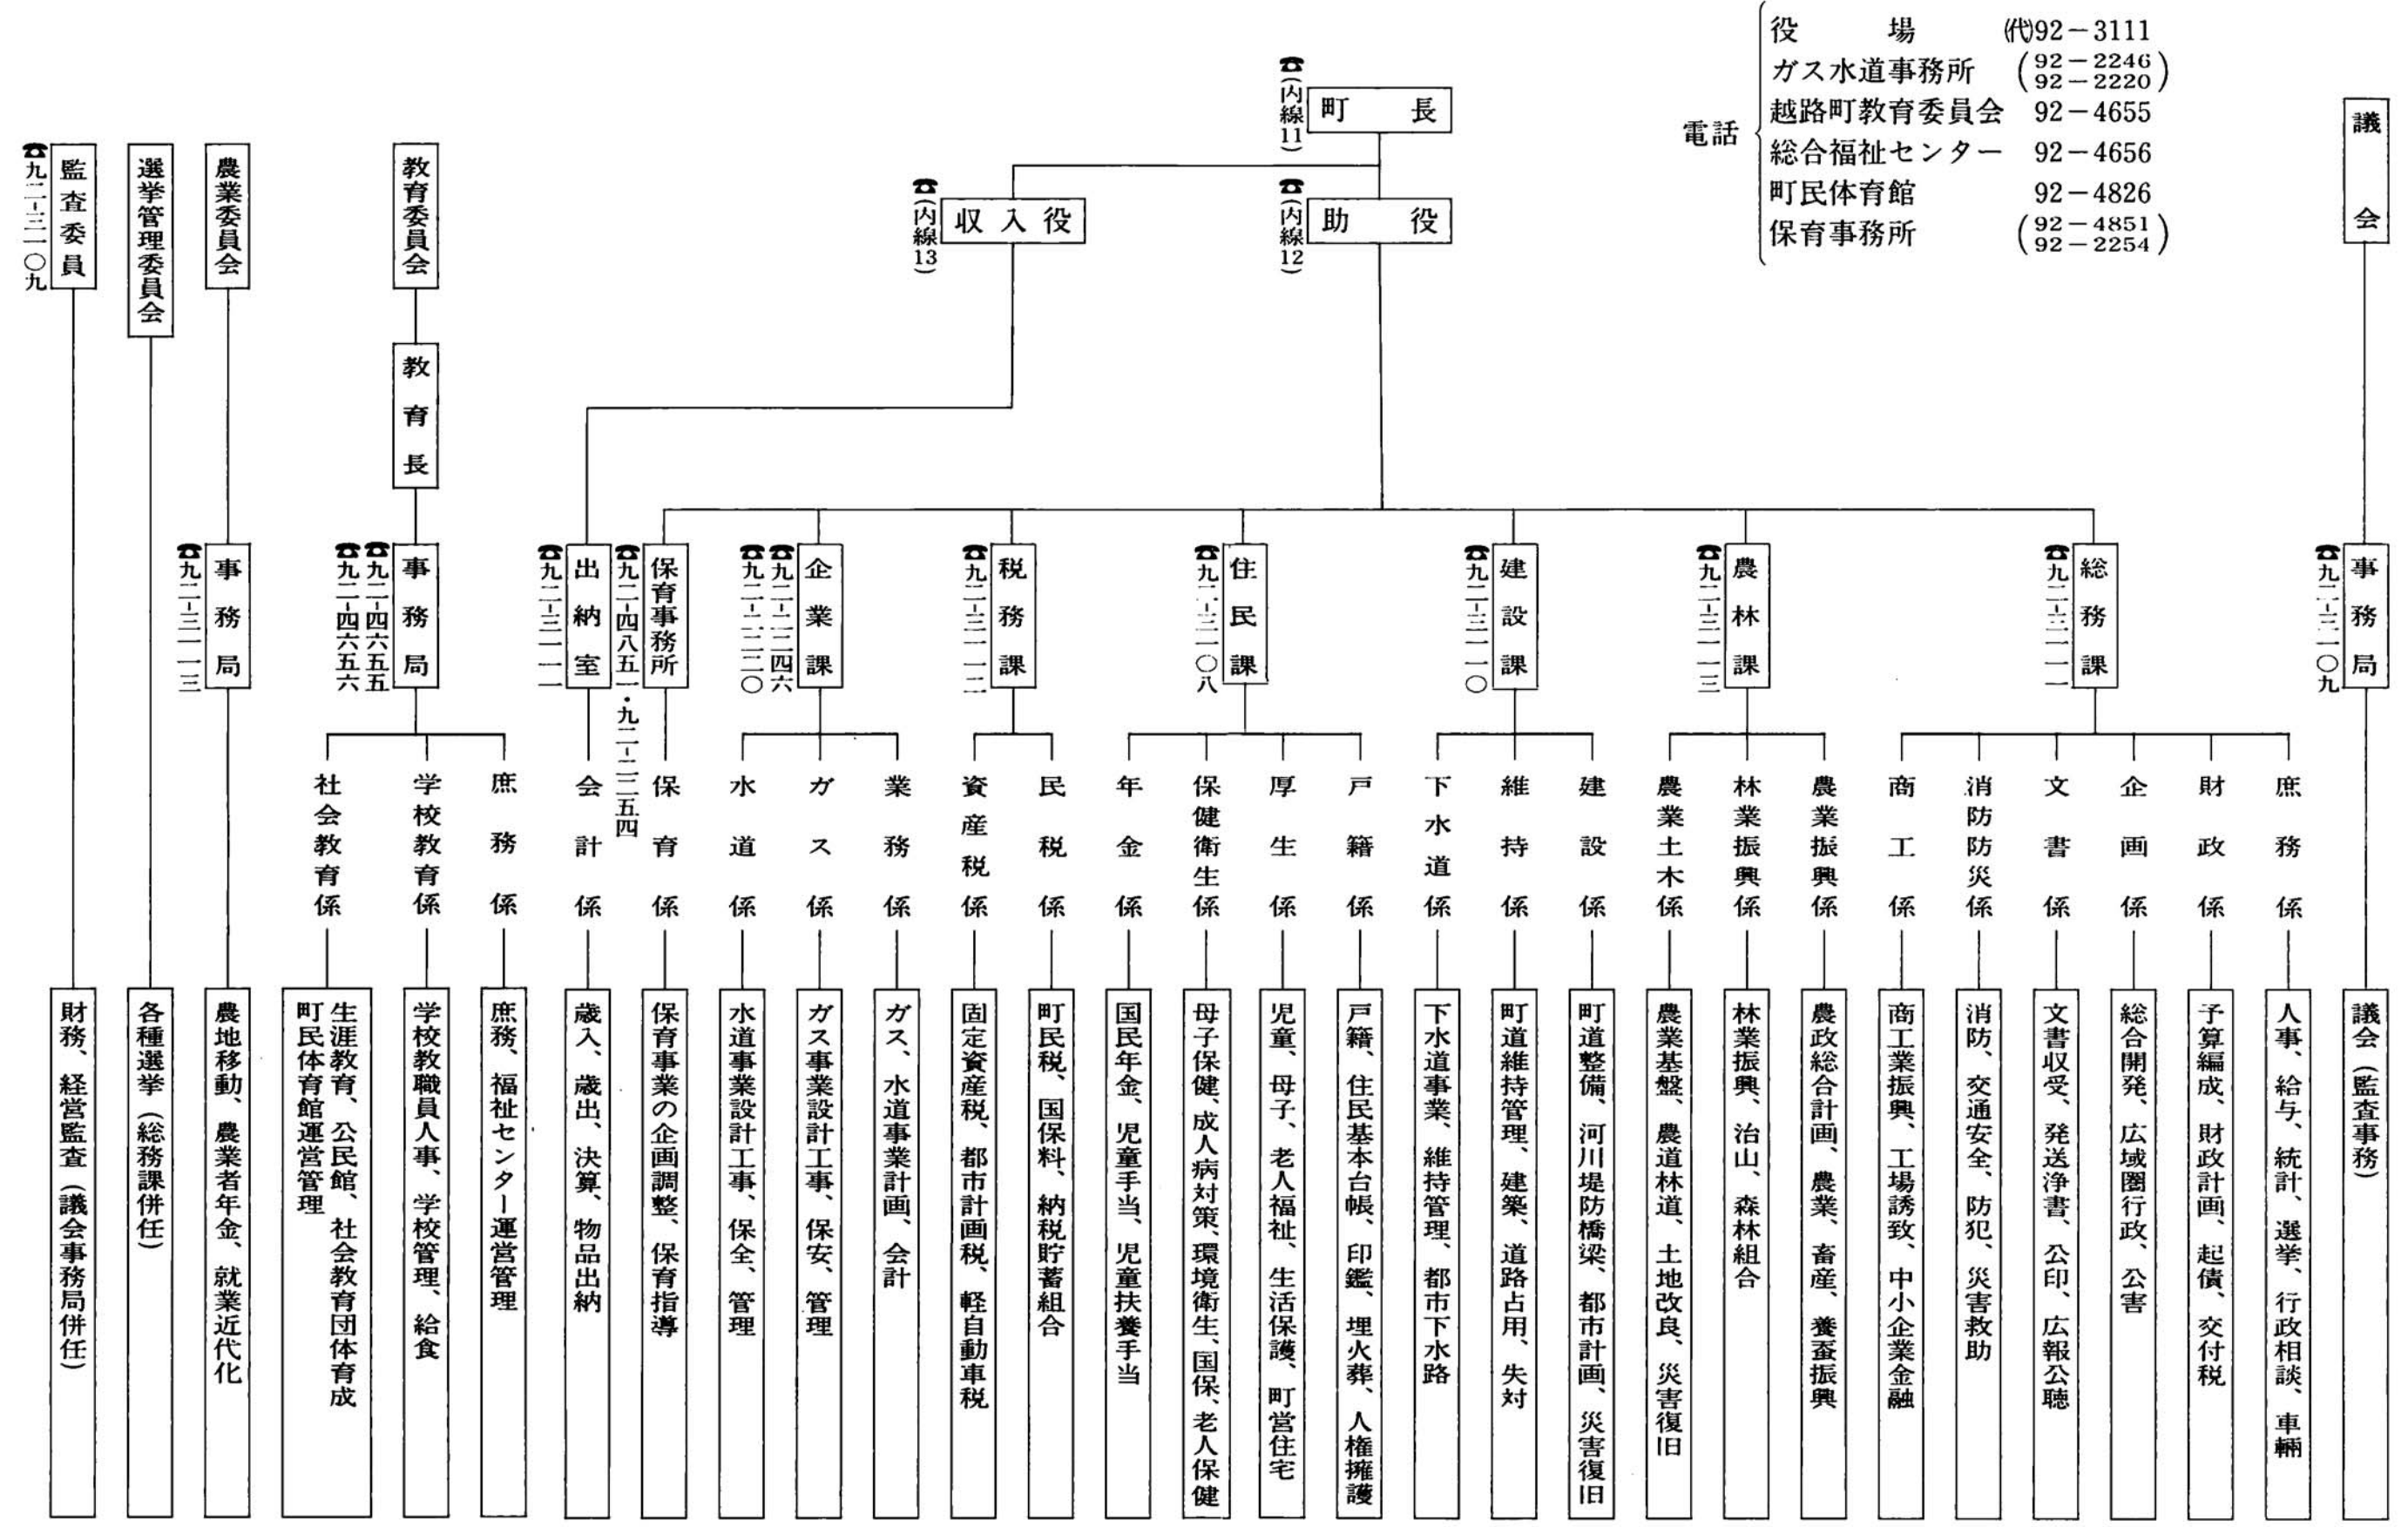 電話
役場 ㈹92－3111
ガス水道事務所 (92－2246
92－2220)
越路町教育委員会 92－4655
総合福祉センター 92－4656
町民体育館 92－4826
保育事務所 (92－4851
92－2254)
町長
☎(内線11)
助役
☎(内線12)
収入役
☎(内線13)
議会
事務局
☎九二-三一〇九
議会(監査事務)
総務課
☎九二-三一一一
庶務係
人事、給与、統計、選挙、行政相談、車輛
財政係
予算編成、財政計画、起債、交付税
企画係
総合開発、広域圏行政、公害
文書係
文書収受、発送浄書、公印、広報公聴
消防防災係
消防、交通安全、防犯、災害救助
商工係
商工業振興、工場誘致、中小企業金融
農林課
☎九二-三一一三
農業振興係
農政総合計画、農業、畜産、養蚕振興
林業振興係
林業振興、治山、森林組合
農業土木係
農業基盤、農道林道、土地改良、災害復旧
建設課
☎九二-三一一〇
建設係
町道整備、河川堤防橋梁、都市計画、災害復旧
維持係
町道維持管理、建築、道路占用、失対
下水道係
下水道事業、維持管理、都市下水路
住民課
☎九二-三一〇八
戸籍係
戸籍、住民基本台帳、印鑑、埋火葬、人権擁護
厚生係
児童、母子、老人福祉、生活保護、町営住宅
保健衛生係
母子保健、成人病対策、環境衛生、国保、老人保健
年金係
国民年金、児童手当、児童扶養手当
税務課
☎九二-三一一二
民税係
町民税、国保料、納税貯蓄組合
資産税係
固定資産税、都市計画税、軽自動車税
企業課
☎九二-二二四六
☎九二-二二二〇
業務係
ガス、水道事業計画、会計
ガス係
ガス事業設計工事、保安、管理
水道係
水道事業設計工事、保全、管理
保育事務所
☎九二-四八五一・九二-二二五四
保育係
保育事業の企画調整、保育指導
出納室
☎九二-三一一一
会計係
歳入、歳出、決算、物品出納
教育委員会
教育長
事務局
☎九二-四六五五
☎九二-四六五六
庶務係
庶務、福祉センター運営管理
学校教育係
学校教職員人事、学校管理、給食
社会教育係
生涯教育、公民館、社会教育団体育成
町民体育館運営管理
農業委員会
事務局
☎九二-三一一三
農地移動、農業者年金、就業近代化
選挙管理委員会
各種選挙(総務課併任)
監査委員
☎九二-三一〇九
財務、経営監査(議会事務局併任)